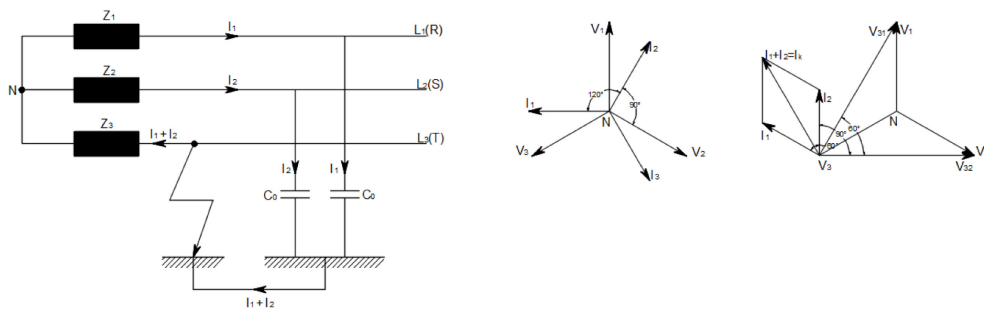 Z₁
I₁
L₁(R)
Z₂
I₂
L₂(S)
N
Z₃
I₁+I₂
L₃(T)
I₂
I₁
C₀
C₀
I₁+I₂
V₁
I₂
I₁
120°
90°
N
V₃
V₂
I₃
V₃₁
V₁
I₁+I₂=Iₖ
I₂
I₁
90°
60°
60°
N
V₃
V
V₃₂